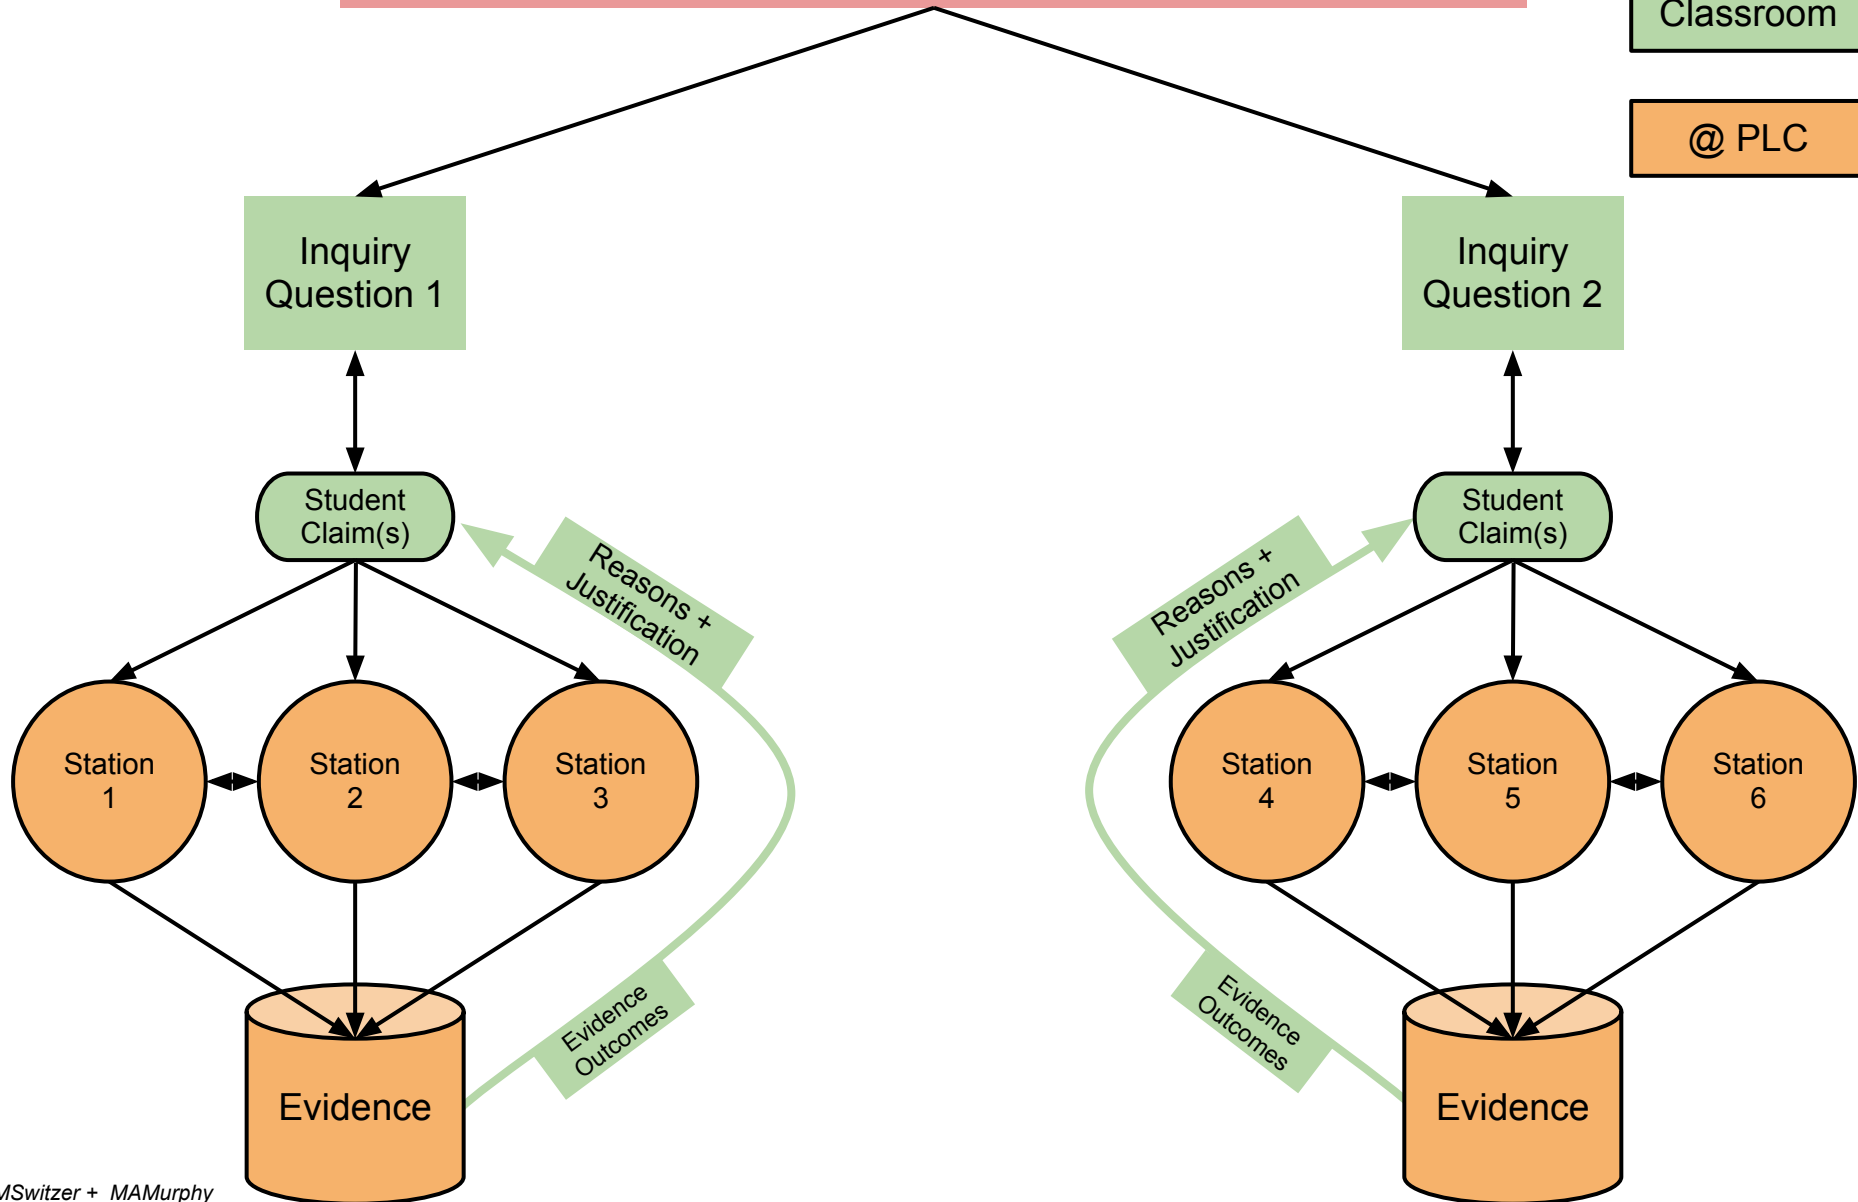 Classroom
@ PLC
Inquiry
Question 1
Inquiry
Question 2
Student
Claim(s)
Student
Claim(s)
Reasons +
Justification
Reasons +
Justification
Station
1
Station
2
Station
3
Station
4
Station
5
Station
6
Evidence
Outcomes
Evidence
Outcomes
Evidence
Evidence
MSwitzer + MAMurphy